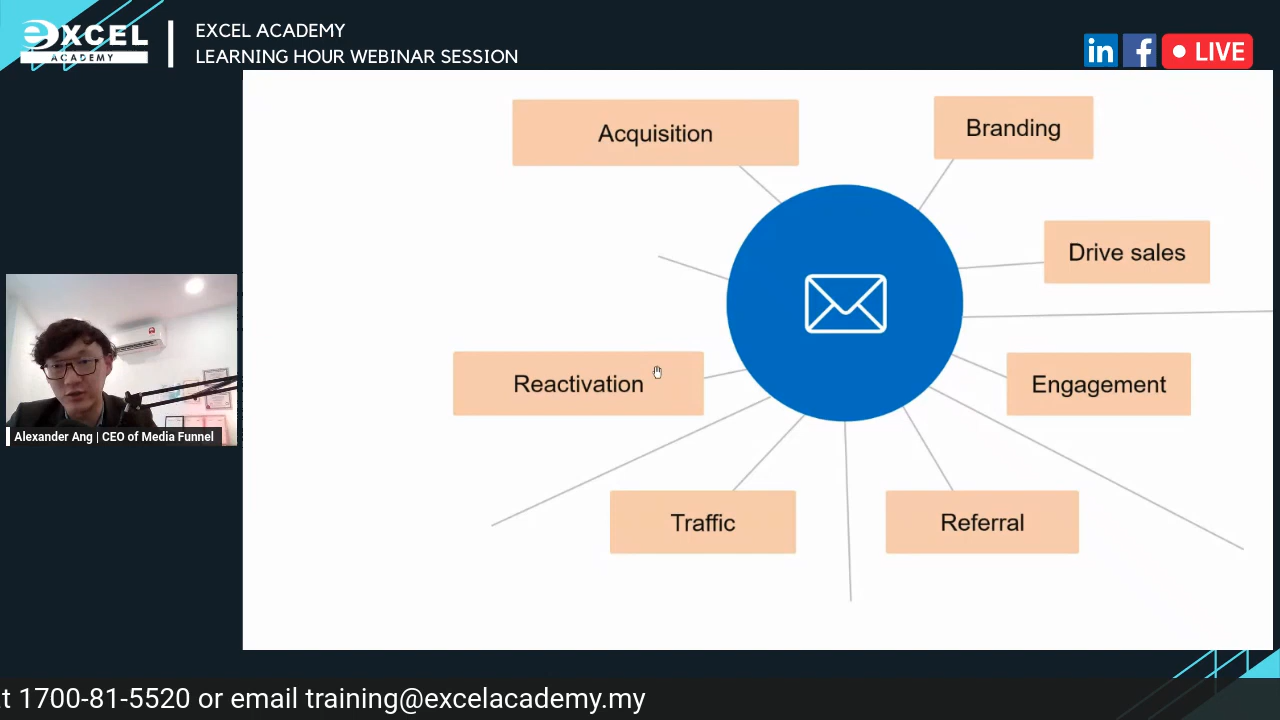 eXCEL
ACADEMY
EXCEL ACADEMY
LEARNING HOUR WEBINAR SESSION
in f LIVE
Acquisition
Branding
Drive sales
Reactivation
Engagement
Traffic
Referral
Alexander Ang | CEO of Media Funnel
t 1700-81-5520 or email training@excelacademy.my